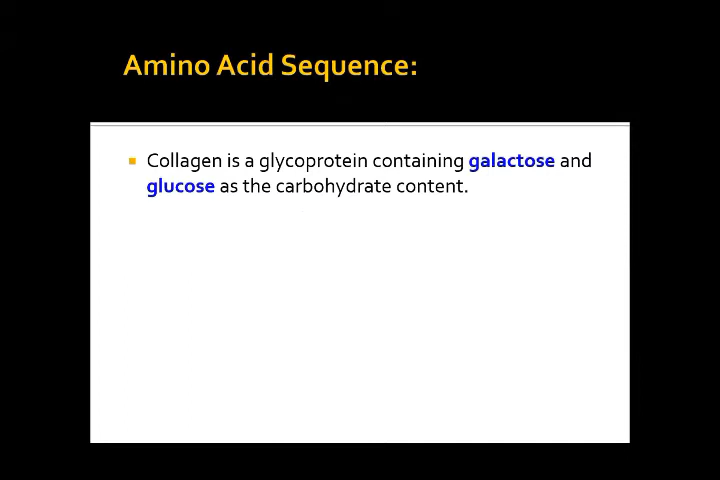 Amino Acid Sequence:
Collagen is a glycoprotein containing galactose and
glucose as the carbohydrate content.